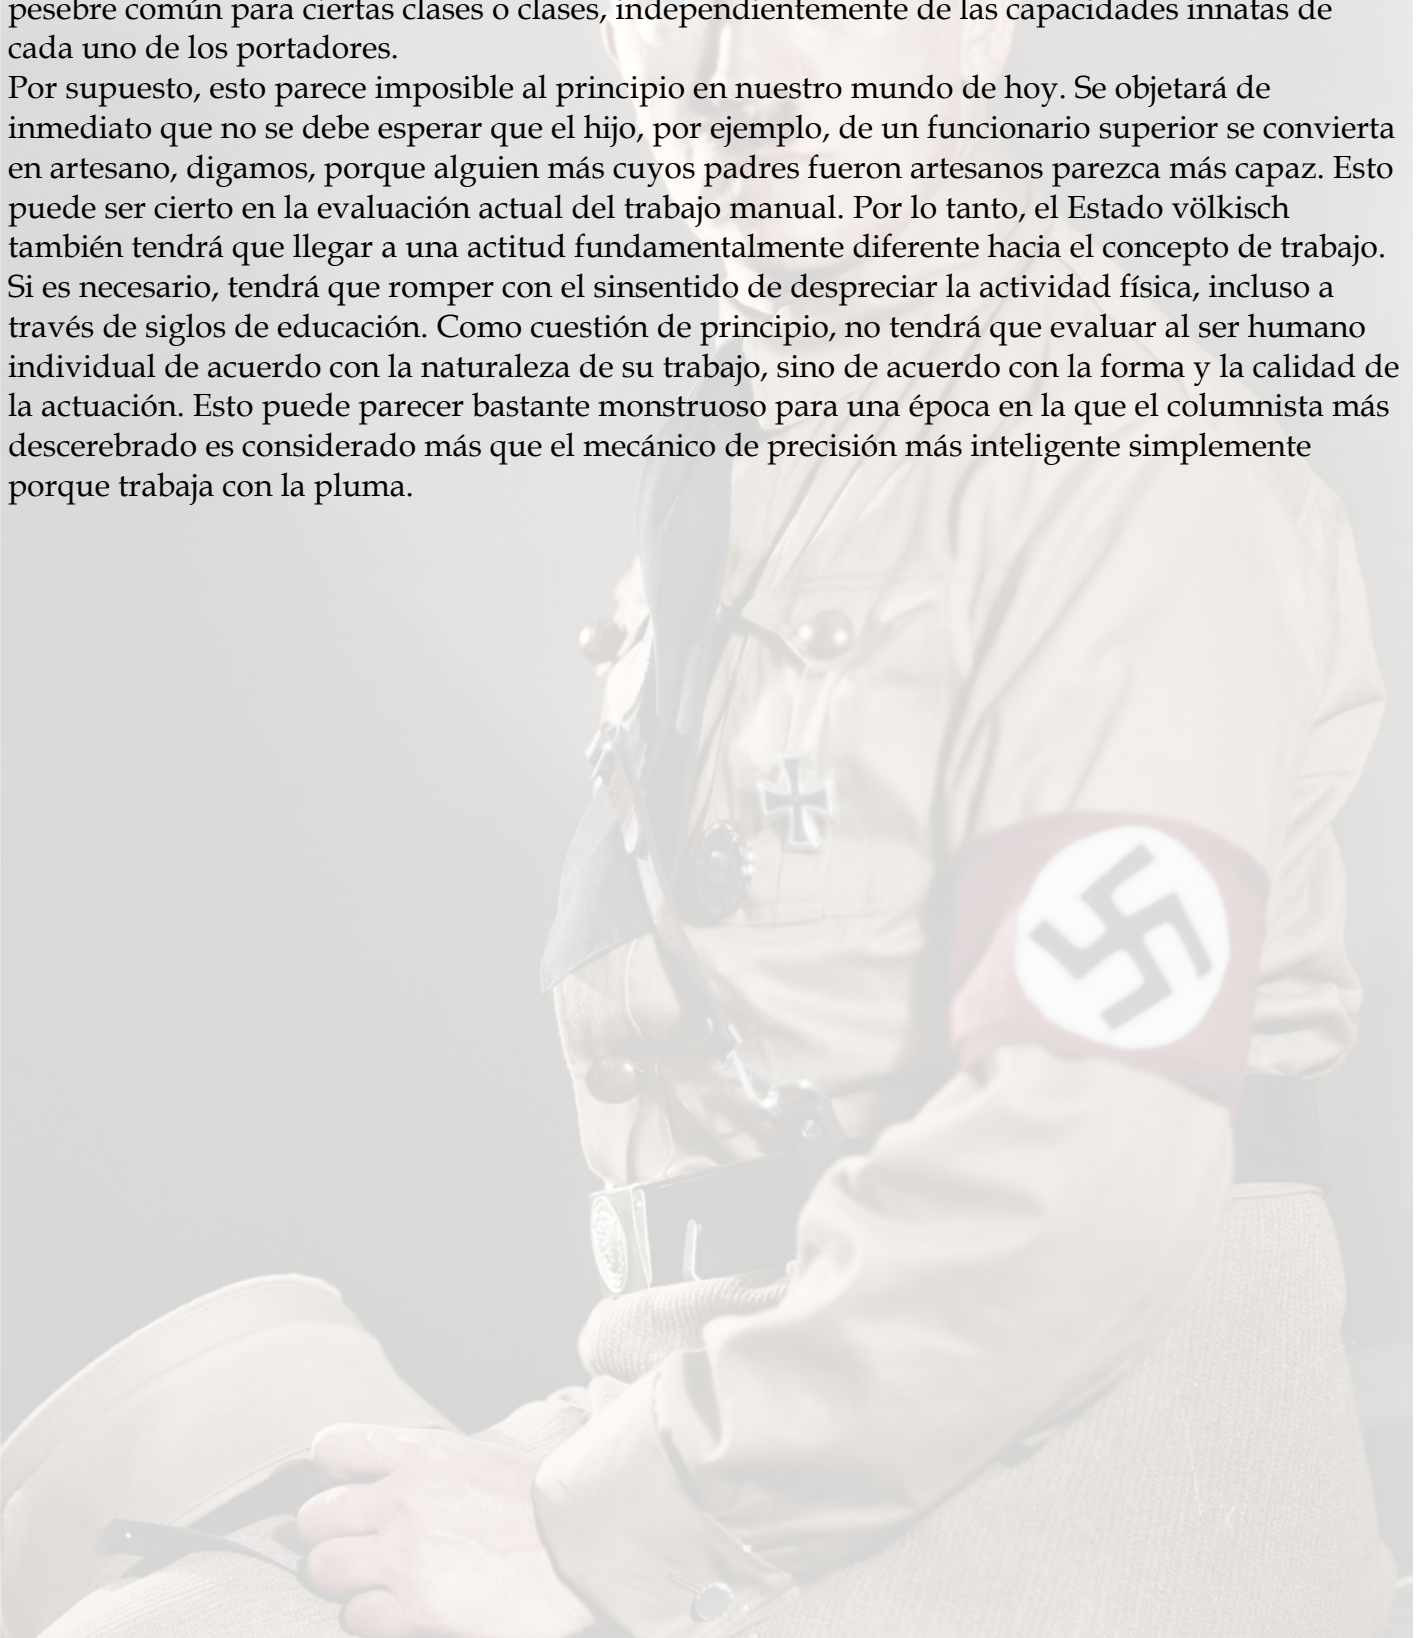 pesebre común para ciertas clases o clases, independientemente de las capacidades innatas de
cada uno de los portadores.
Por supuesto, esto parece imposible al principio en nuestro mundo de hoy. Se objetará de
inmediato que no se debe esperar que el hijo, por ejemplo, de un funcionario superior se convierta
en artesano, digamos, porque alguien más cuyos padres fueron artesanos parezca más capaz. Esto
puede ser cierto en la evaluación actual del trabajo manual. Por lo tanto, el Estado völkisch
también tendrá que llegar a una actitud fundamentalmente diferente hacia el concepto de trabajo.
Si es necesario, tendrá que romper con el sinsentido de despreciar la actividad física, incluso a
través de siglos de educación. Como cuestión de principio, no tendrá que evaluar al ser humano
individual de acuerdo con la naturaleza de su trabajo, sino de acuerdo con la forma y la calidad de
la actuación. Esto puede parecer bastante monstruoso para una época en la que el columnista más
descerebrado es considerado más que el mecánico de precisión más inteligente simplemente
porque trabaja con la pluma.